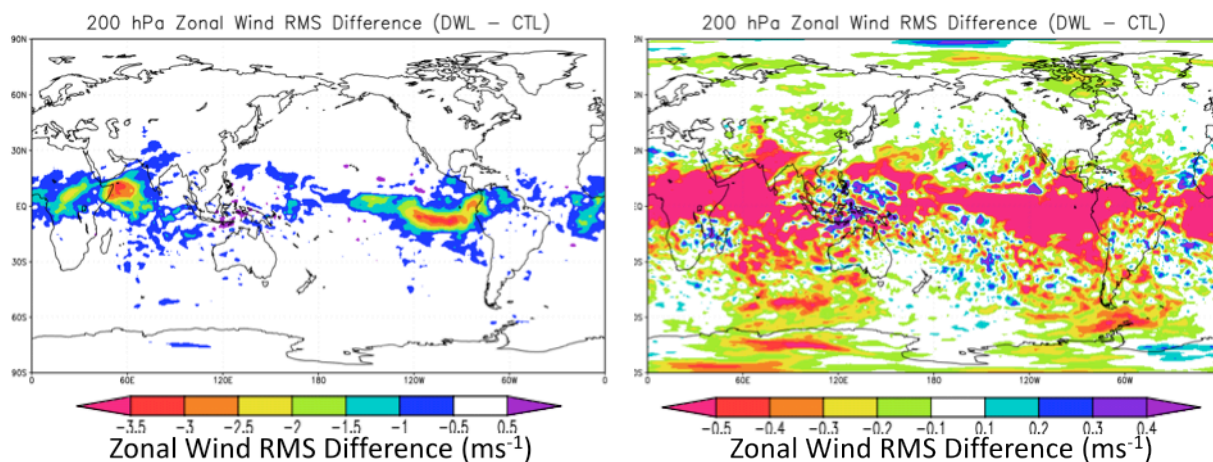 200 hPa Zonal Wind RMS Difference (DWL – CTL)
90N
60N
30N
EQ
30S
60S
90S
0 60E 120E 180 120W 60W 0
-3.5 -3 -2.5 -2 -1.5 -1 -0.5 0.5
Zonal Wind RMS Difference (ms-1)
200 hPa Zonal Wind RMS Difference (DWL – CTL)
60E 120E 180 120W 60W
-0.5 -0.4 -0.3 -0.2 -0.1 0.1 0.2 0.3 0.4
Zonal Wind RMS Difference (ms-1)